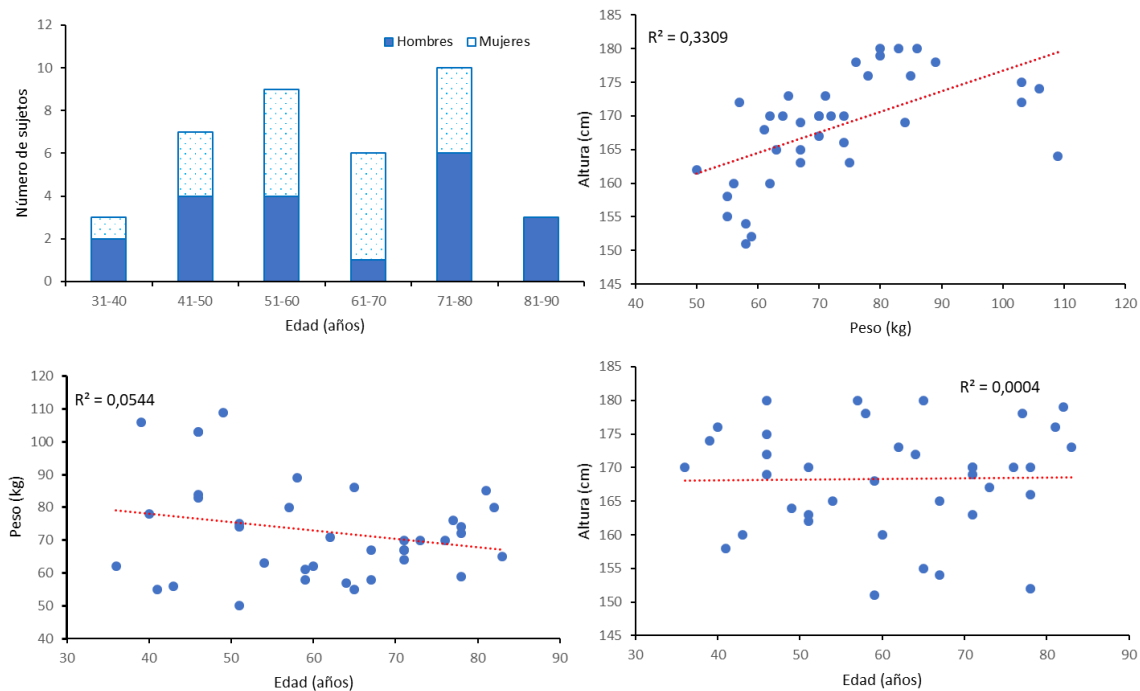 Hombres Mujeres
12
10
8
6
4
2
0
Número de sujetos
31-40 41-50 51-60 61-70 71-80 81-90
Edad (años)
R² = 0,3309
185
180
175
170
165
160
155
150
145
Altura (cm)
40 50 60 70 80 90 100 110 120
Peso (kg)
R² = 0,0544
120
110
100
90
80
70
60
50
40
Peso (kg)
30 40 50 60 70 80 90
Edad (años)
R² = 0,0004
185
180
175
170
165
160
155
150
145
Altura (cm)
30 40 50 60 70 80 90
Edad (años)